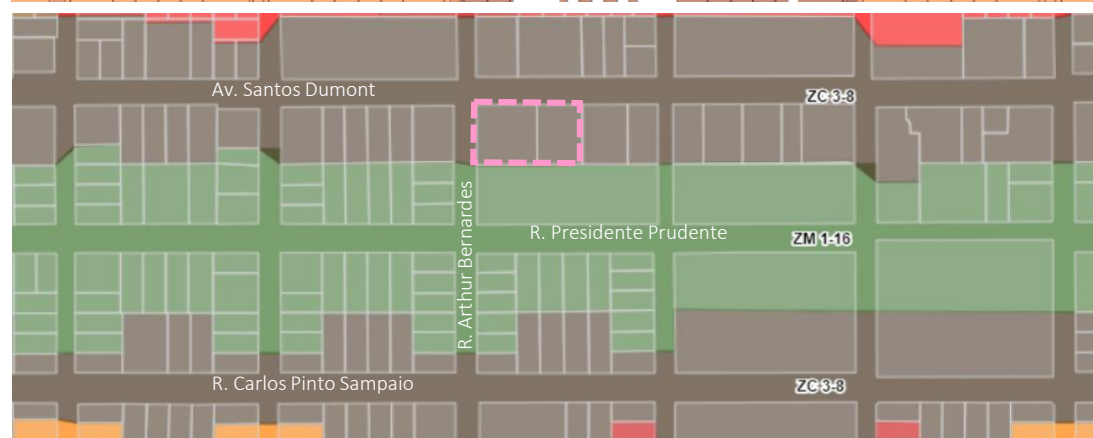 Av. Santos Dumont
ZC 3-8
R. Arthur Bernardes
R. Presidente Prudente
ZM 1-16
R. Carlos Pinto Sampaio
ZC 3-8